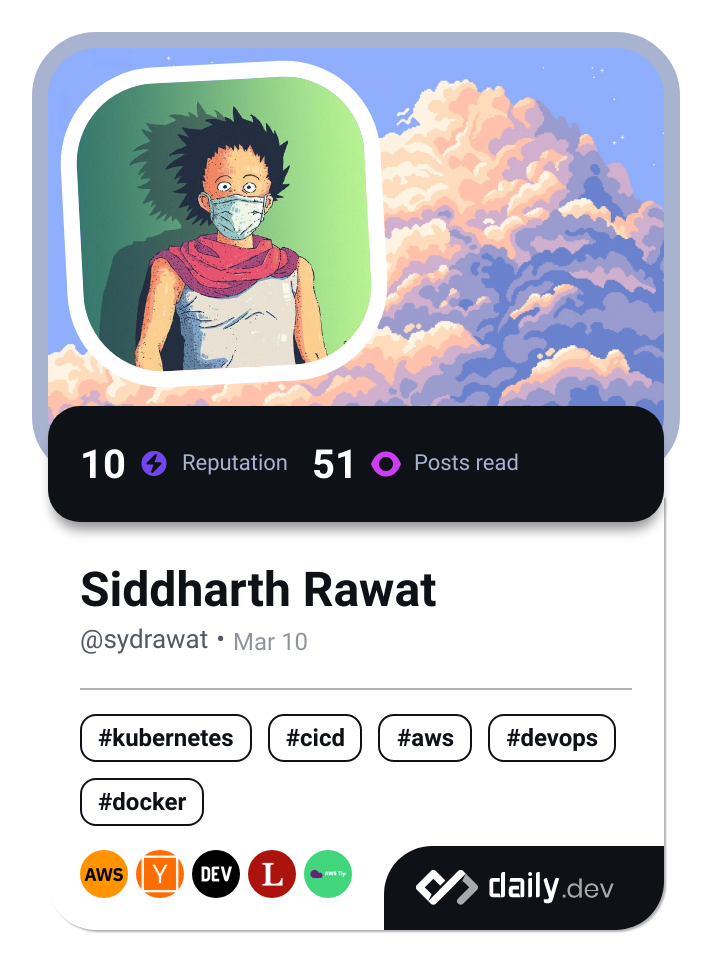 10 Reputation 51 Posts read
Siddharth Rawat
@sydrawat • Mar 10
#kubernetes #cicd #aws #devops
#docker
AWS Y DEV L AWS Tip
daily.dev